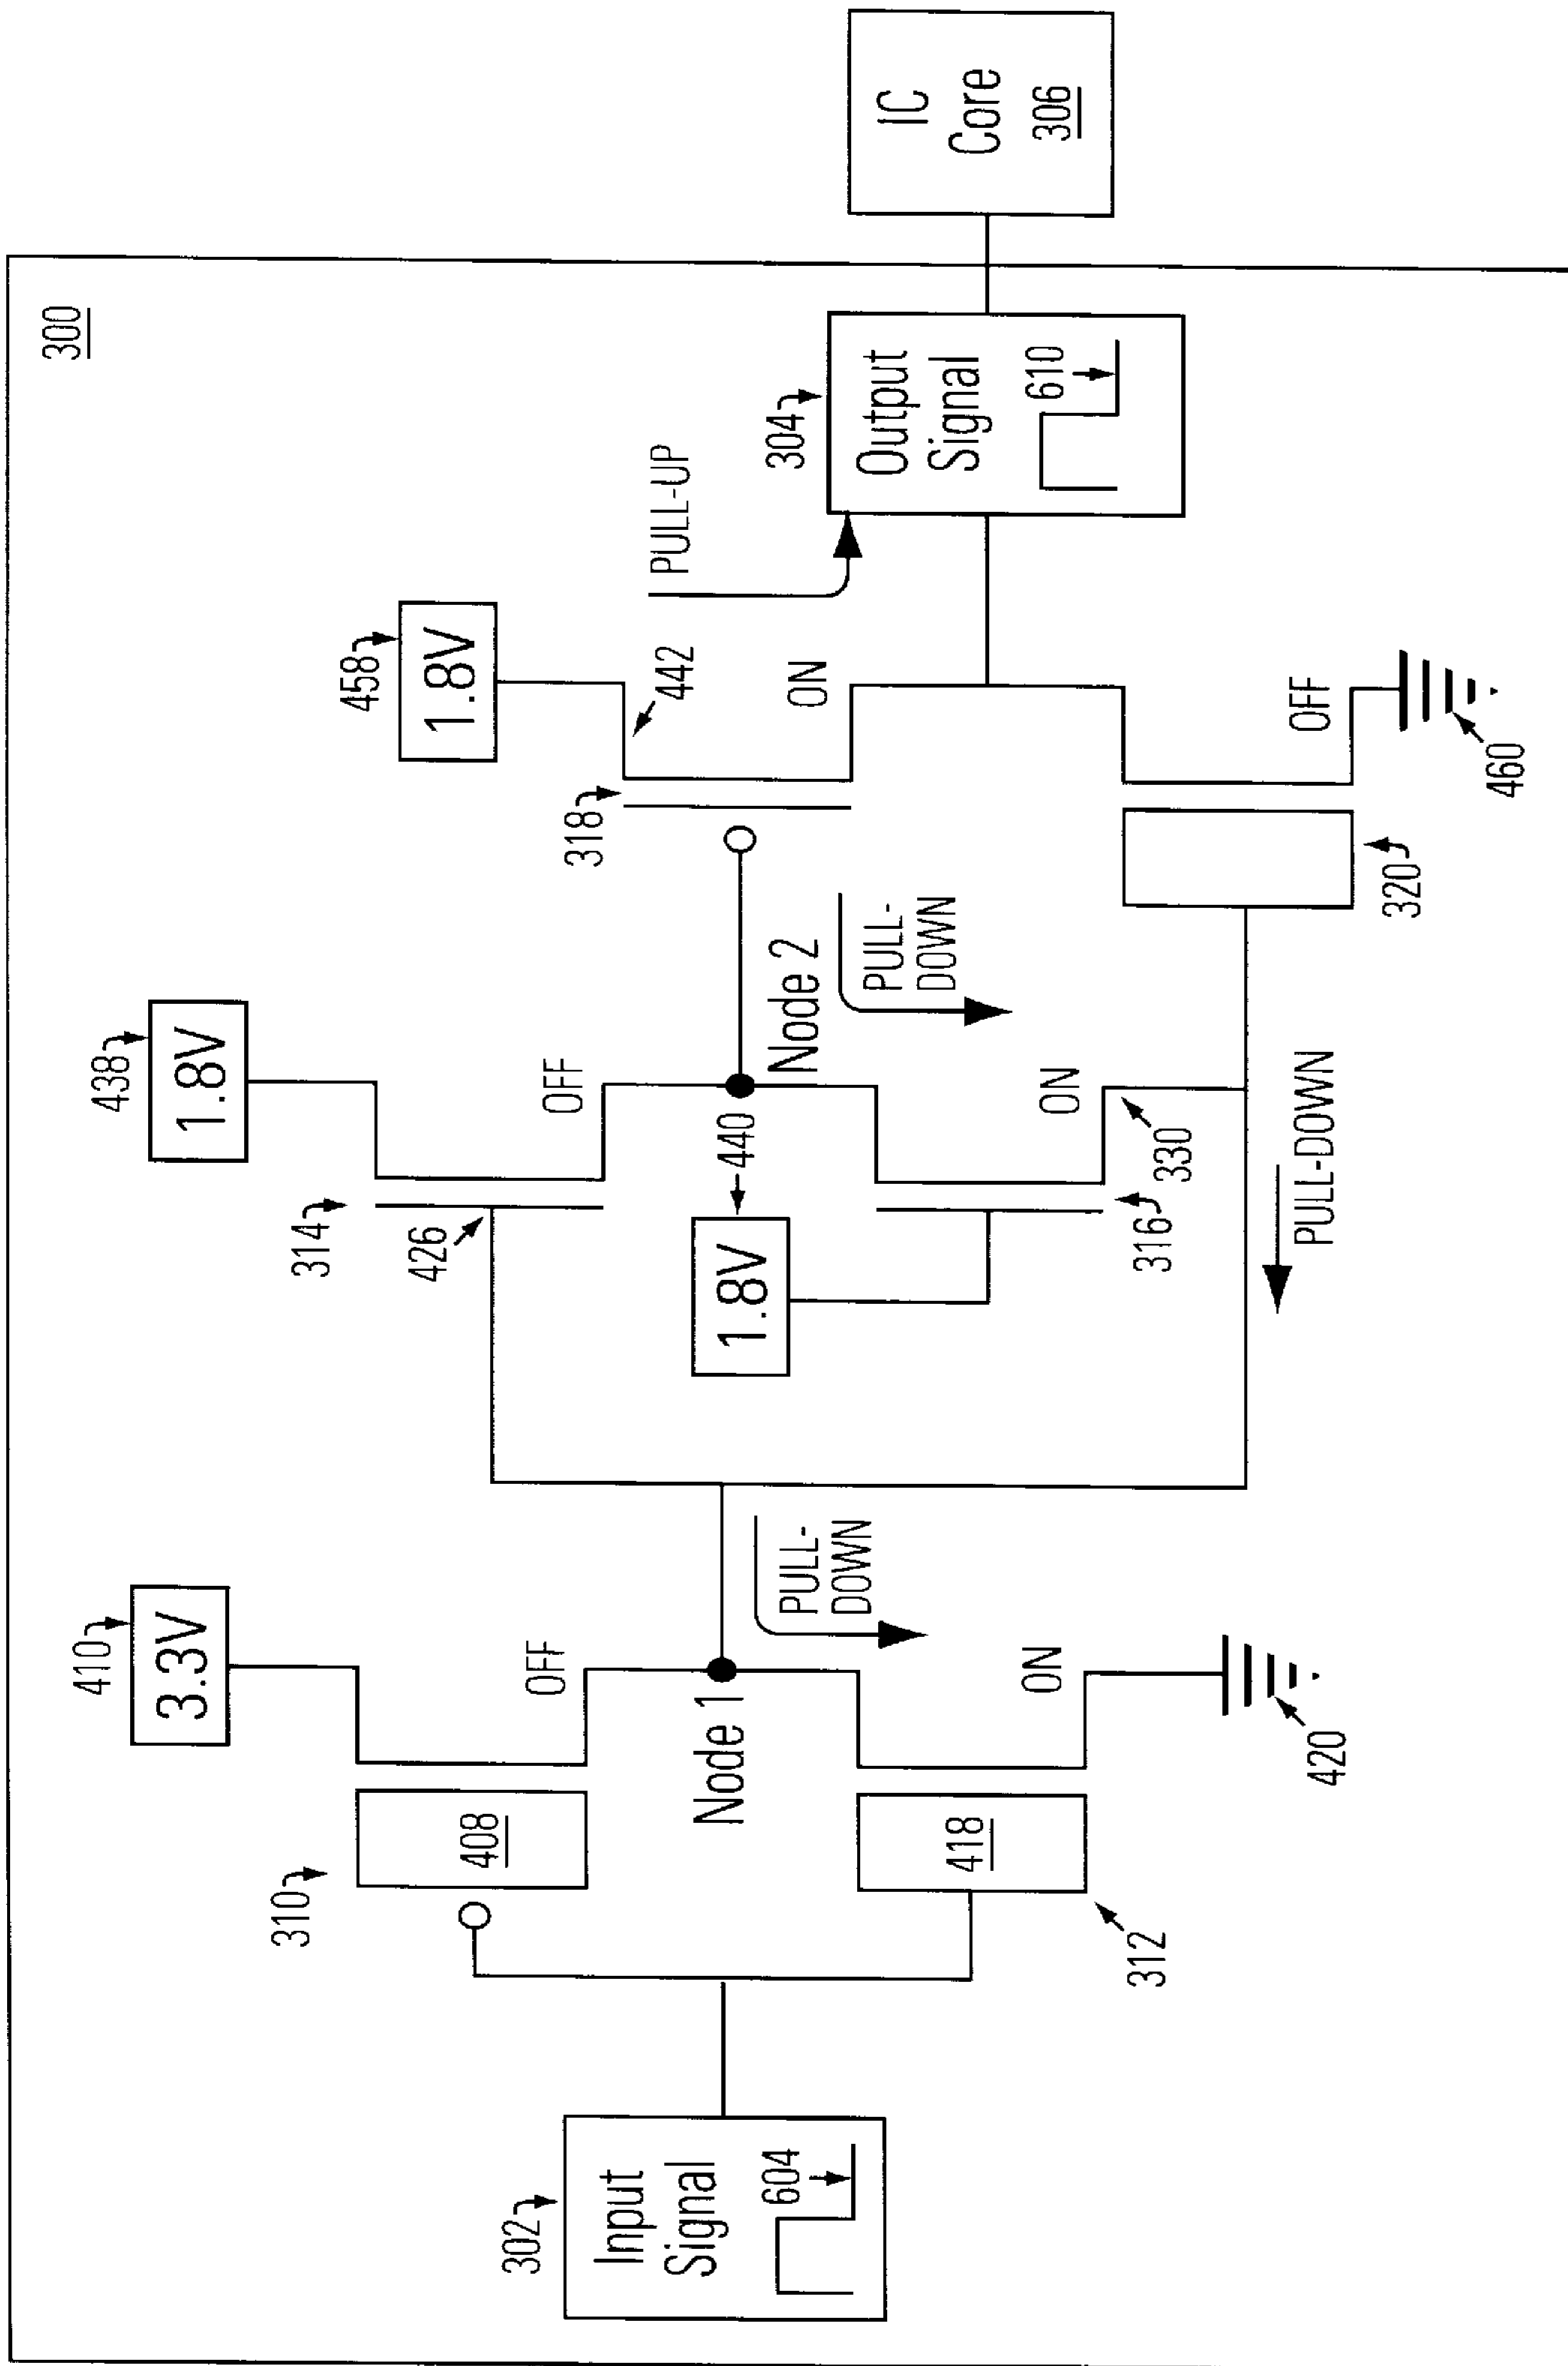 300
302
Input
Signal
604
310
408
410
3.3V
OFF
Node 1
PULL-
DOWN
418
312
ON
420
314
426
438
1.8V
OFF
440
1.8V
Node 2
PULL-
DOWN
ON
330
316
PULL-DOWN
318
458
1.8V
442
ON
PULL-UP
320
OFF
460
304
Output
Signal
610
IC
Core
306